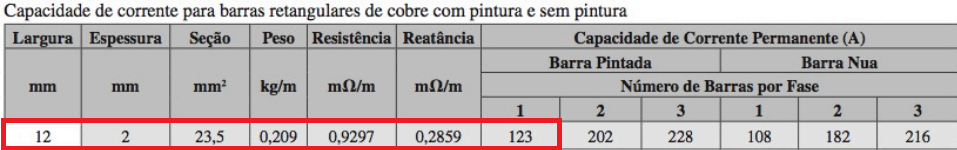 Capacidade de corrente para barras retangulares de cobre com pintura e sem pintura
Largura Espessura Seção Peso Resistência Reatância Capacidade de Corrente Permanente (A)
Barra Pintada Barra Nua
mm mm mm² kg/m mΩ/m mΩ/m Número de Barras por Fase
1 2 3 1 2 3
12 2 23,5 0,209 0,9297 0,2859 123 202 228 108 182 216